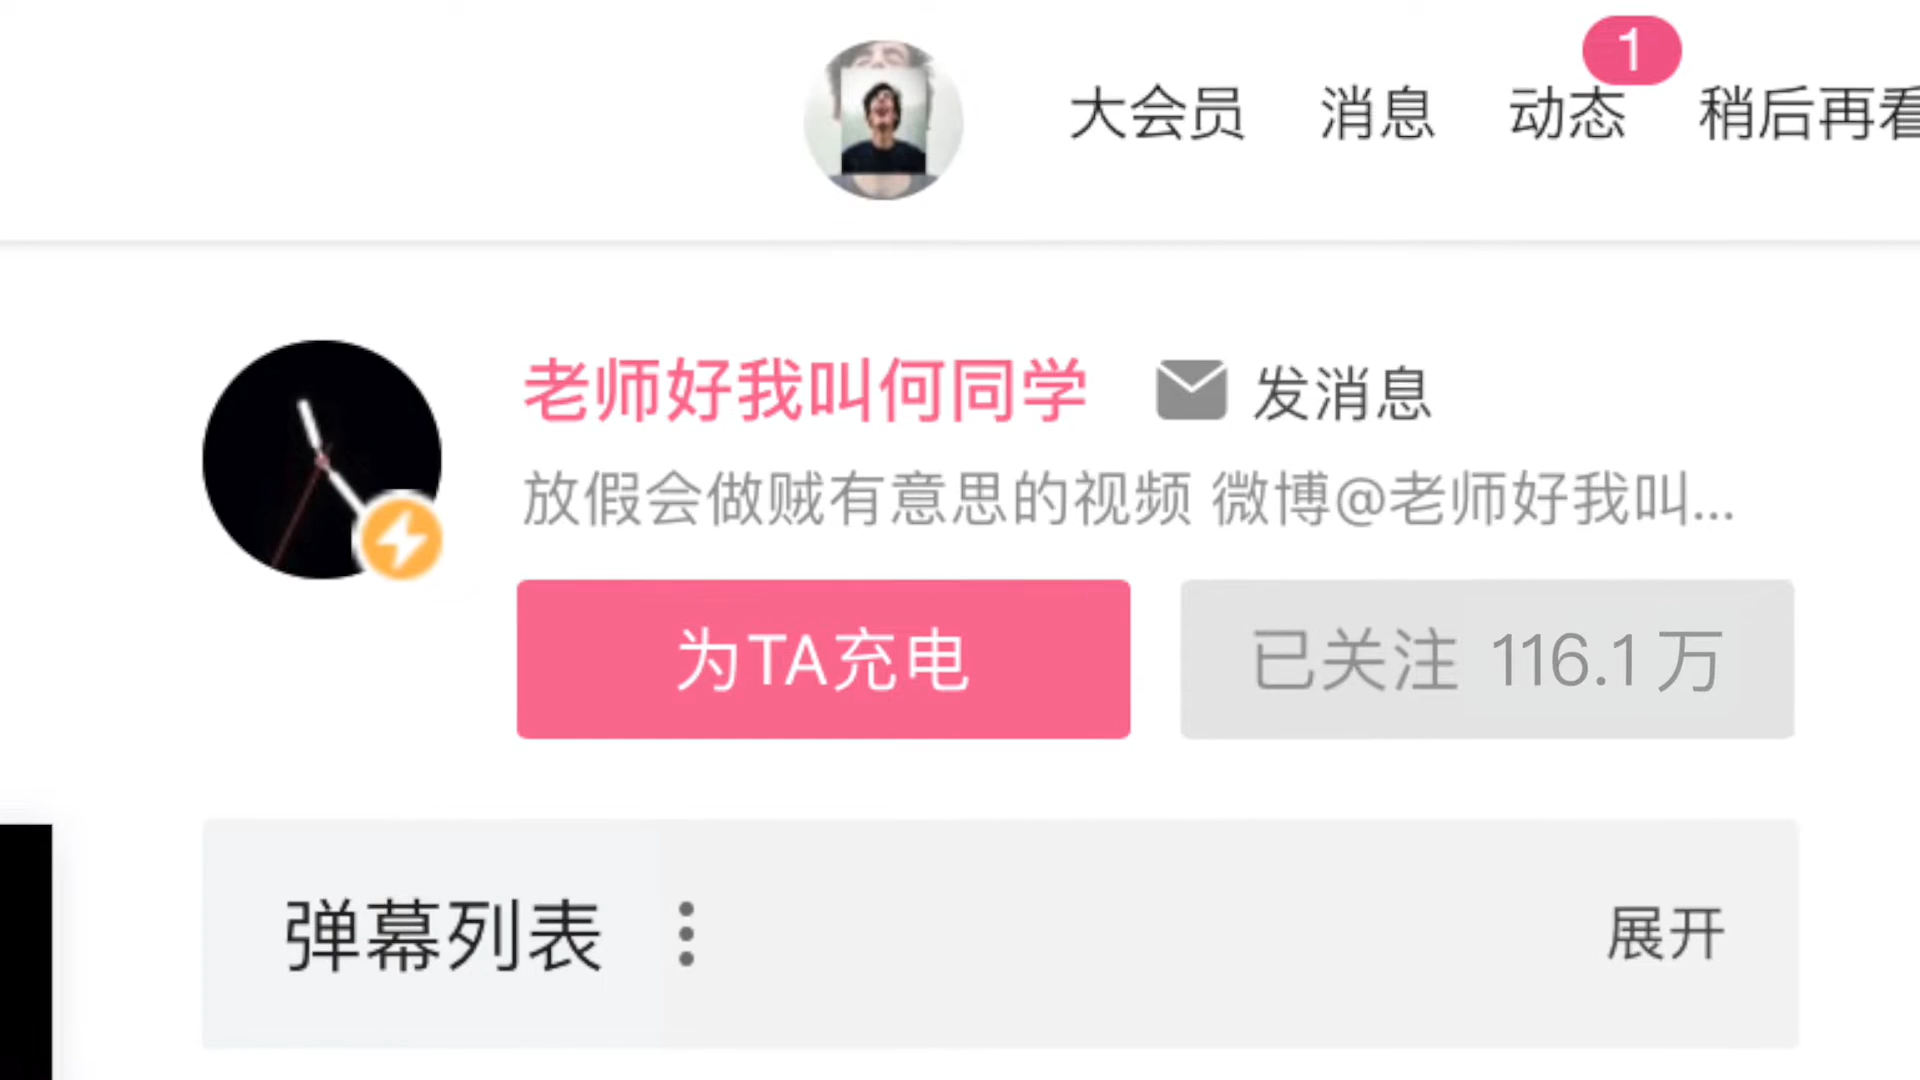 1
大会员 消息 动态 稍后再看
老师好我叫何同学 发消息
放假会做贼有意思的视频 微博@老师好我叫...
为TA充电 已关注 116.1 万
弹幕列表 展开